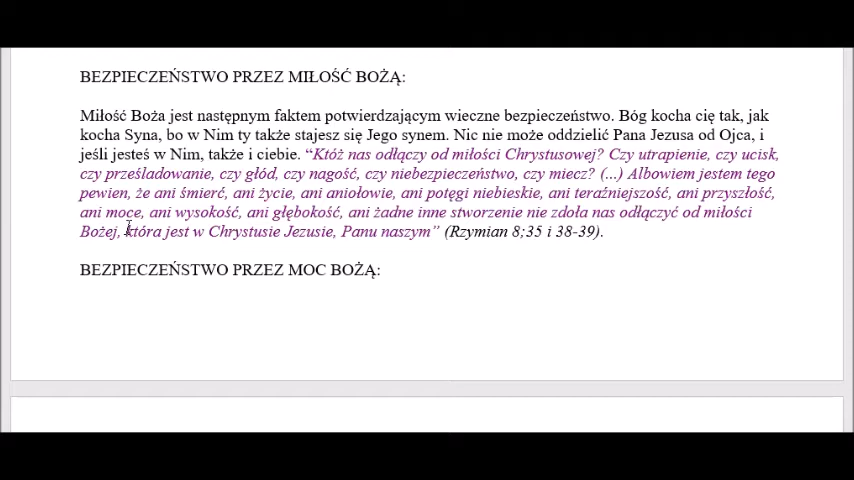 BEZPIECZEŃSTWO PRZEZ MIŁOŚĆ BOŻĄ:
Miłość Boża jest następnym faktem potwierdzającym wieczne bezpieczeństwo. Bóg kocha cię tak, jak
kocha Syna, bo w Nim ty także stajesz się Jego synem. Nic nie może oddzielić Pana Jezusa od Ojca, i
jeśli jesteś w Nim, także i ciebie. “Któż nas odłączy od miłości Chrystusowej? Czy utrapienie, czy ucisk,
czy prześladowanie, czy głód, czy nagość, czy niebezpieczeństwo, czy miecz? (...) Albowiem jestem tego
pewien, że ani śmierć, ani życie, ani aniołowie, ani potęgi niebieskie, ani teraźniejszość, ani przyszłość,
ani moce, ani wysokość, ani głębokość, ani żadne inne stworzenie nie zdoła nas odłączyć od miłości
Bożej, która jest w Chrystusie Jezusie, Panu naszym” (Rzymian 8;35 i 38-39).
BEZPIECZEŃSTWO PRZEZ MOC BOŻĄ: